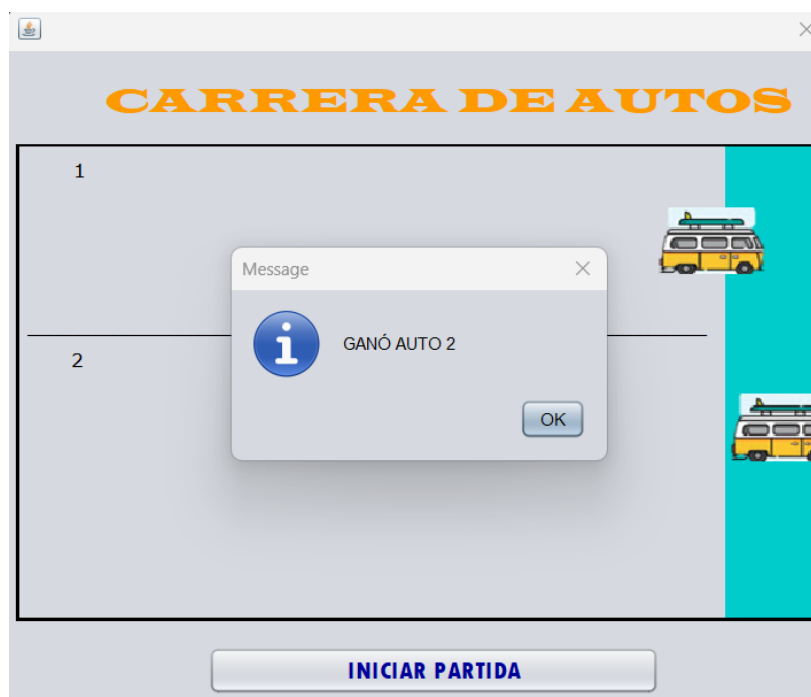 CARRERA DE AUTOS
1
Message
GANÓ AUTO 2
2
OK
INICIAR PARTIDA